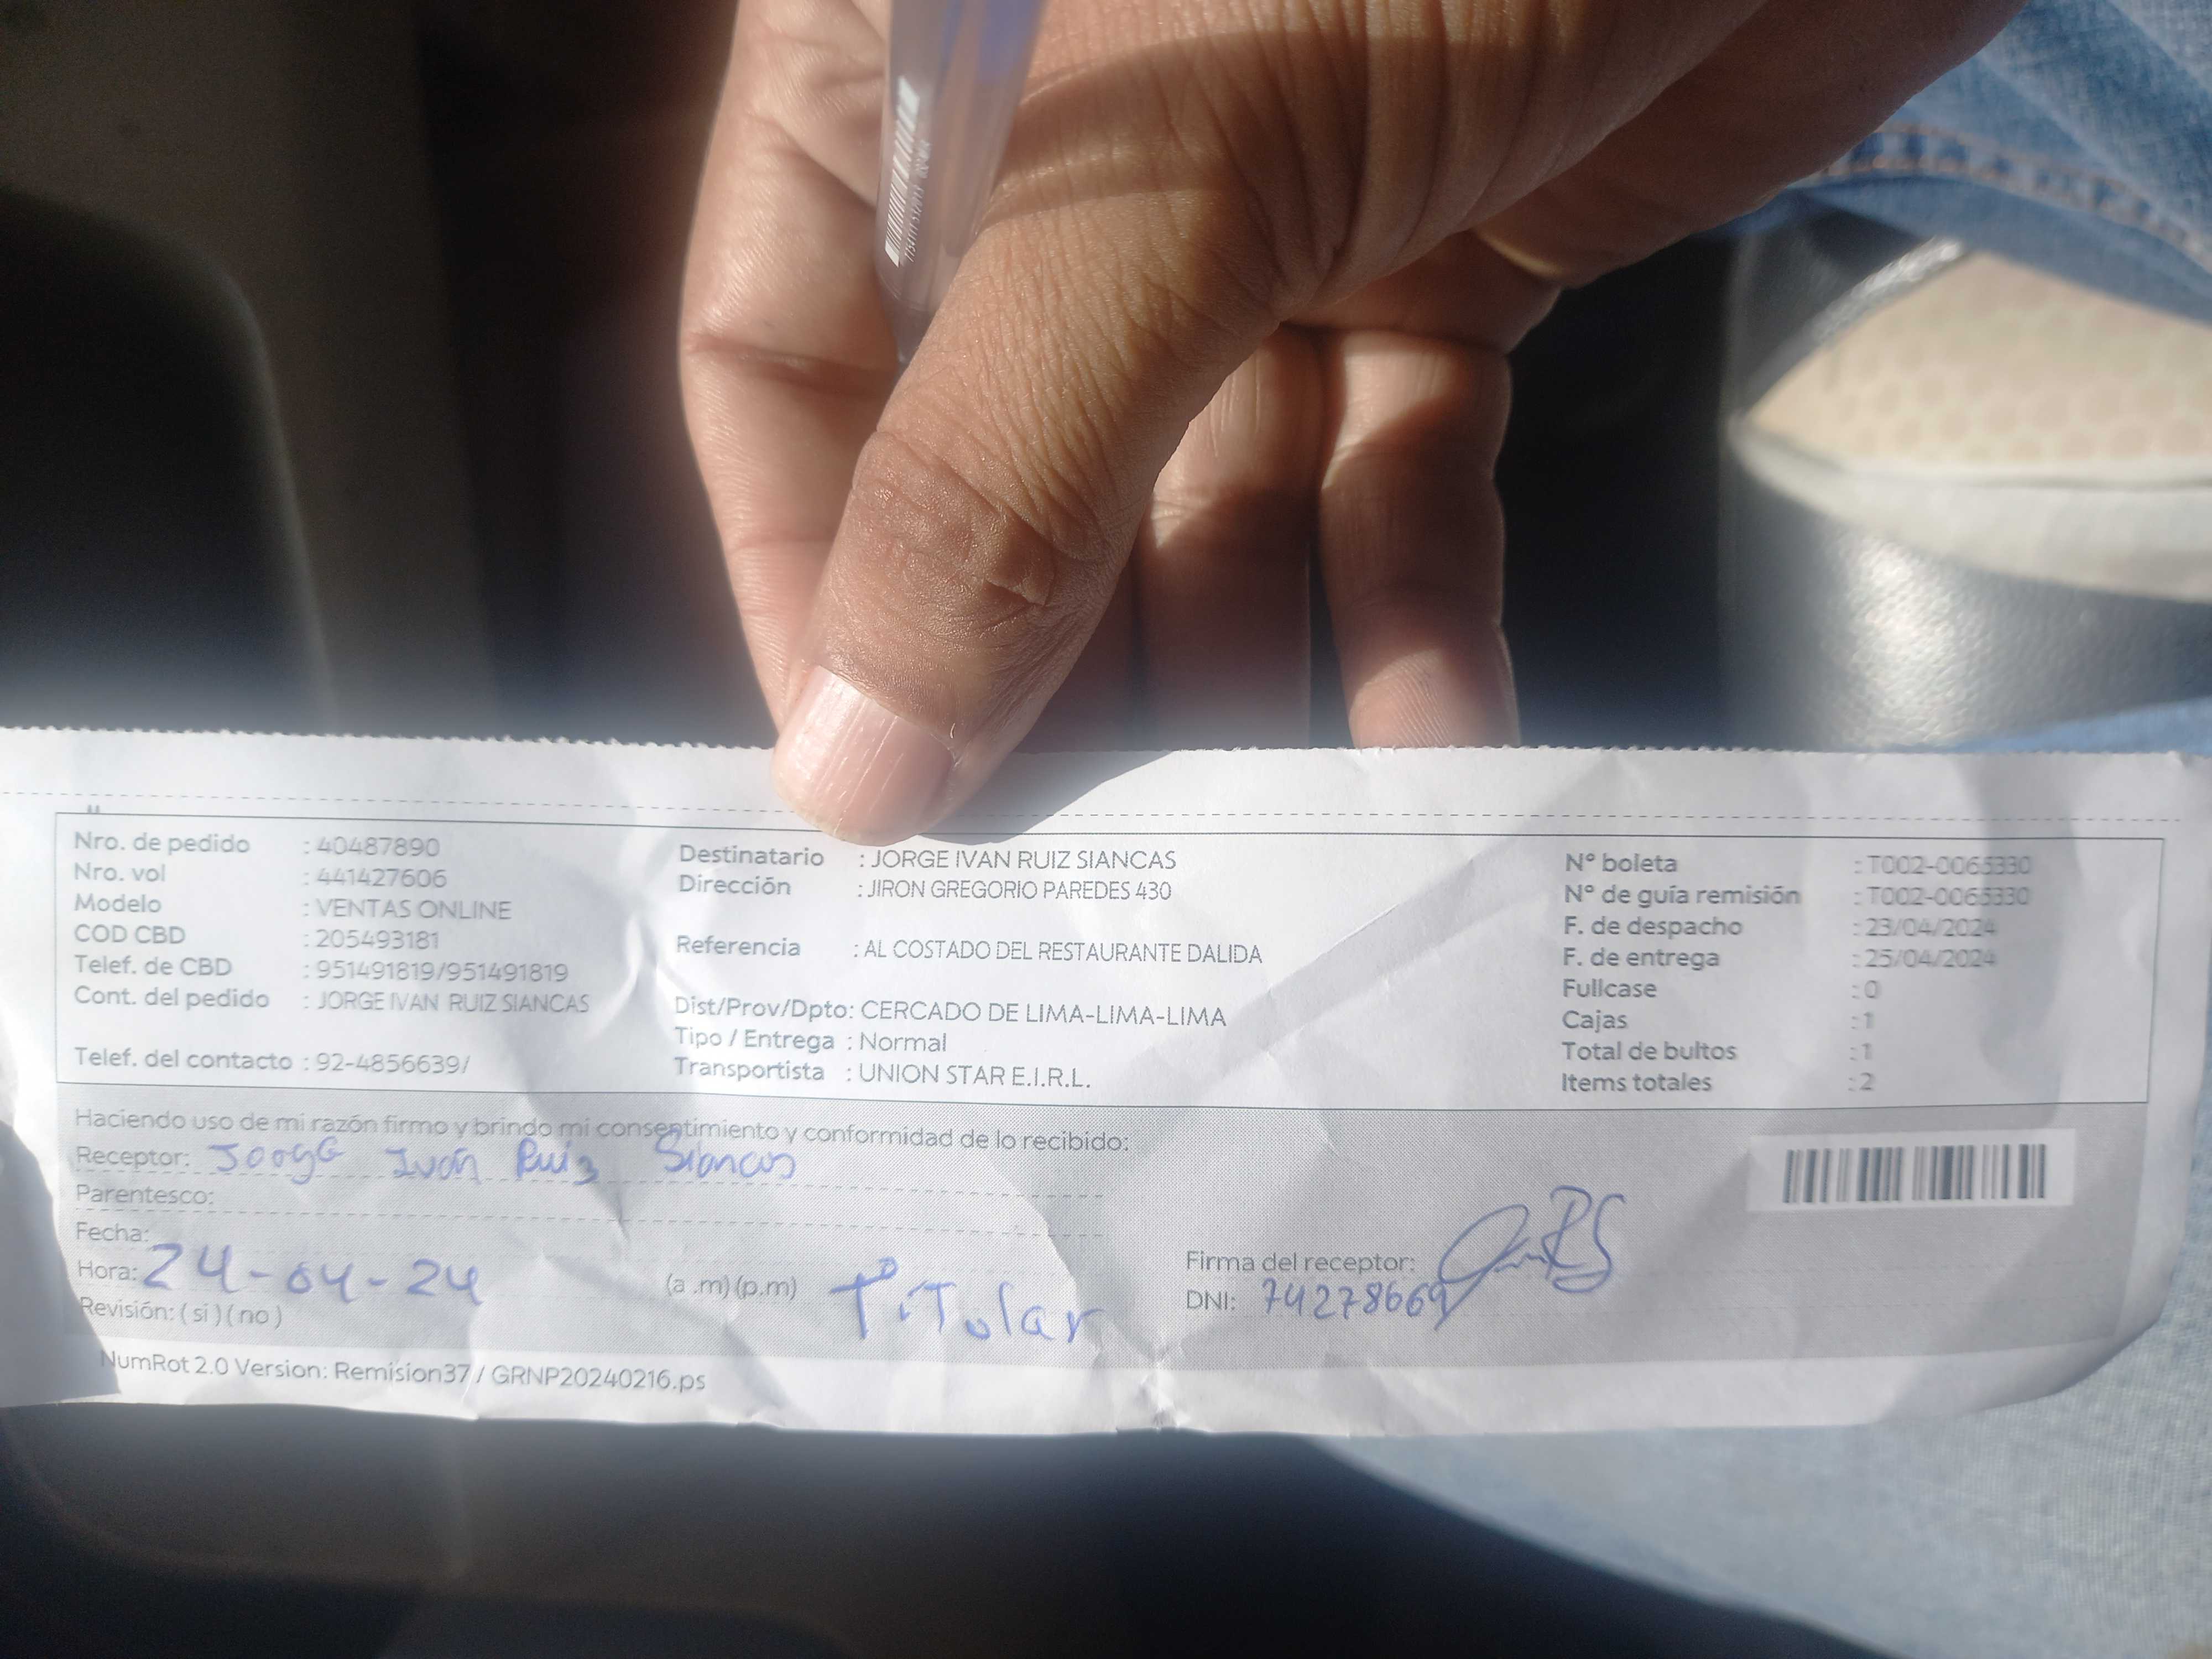 Nro. de pedido : 40487890
Nro. vol : 441427606
Modelo : VENTAS ONLINE
COD CBD : 205493181
Telef. de CBD : 951491819/951491819
Cont. del pedido : JORGE IVAN RUIZ SIANCAS
Telef. del contacto : 92-4856639/
Destinatario : JORGE IVAN RUIZ SIANCAS
Dirección : JIRON GREGORIO PAREDES 430
Referencia : AL COSTADO DEL RESTAURANTE DALIDA
Dist/Prov/Dpto: CERCADO DE LIMA-LIMA-LIMA
Tipo / Entrega : Normal
Transportista : UNION STAR E.I.R.L.
N° boleta : T002-0065330
N° de guía remisión : T002-0065330
F. de despacho : 23/04/2024
F. de entrega : 25/04/2024
Fullcase : 0
Cajas : 1
Total de bultos : 1
Items totales : 2
Haciendo uso de mi razón firmo y brindo mi consentimiento y conformidad de lo recibido:
Receptor: Jorge Iván Ruiz Siancas
Parentesco:
Fecha:
Hora: 24-04-24 (a .m) (p.m) Titular
Revisión: ( si ) ( no )
Firma del receptor:
DNI: 74278669
NumRot 2.0 Version: Remision37 / GRNP20240216.ps